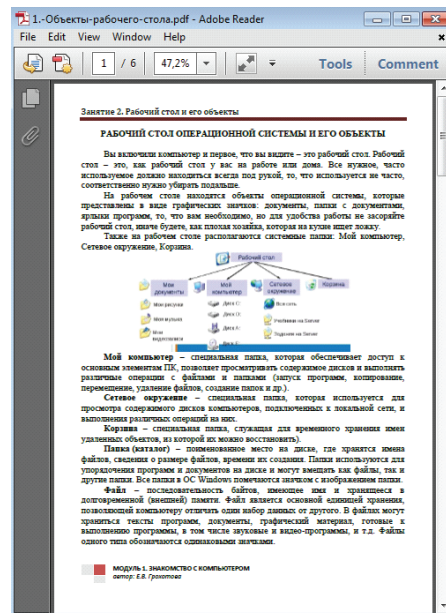 1.-Объекты-рабочего-стола.pdf - Adobe Reader
File Edit View Window Help
1 / 6 47,2% Tools Comment
Занятие 2. Рабочий стол и его объекты
РАБОЧИЙ СТОЛ ОПЕРАЦИОННОЙ СИСТЕМЫ И ЕГО ОБЪЕКТЫ
Вы включили компьютер и первое, что вы видите – это рабочий стол. Рабочий
стол – это, как рабочий стол у вас на работе или дома. Все нужное, часто
используемое должно находиться всегда под рукой, то, что используется не часто,
соответственно нужно убирать подальше.
На рабочем столе находятся объекты операционной системы, которые
представлены в виде графических значков: документы, папки с документами,
ярлыки программ, то, что вам необходимо, но для удобства работы не засоряйте
рабочий стол, иначе будете, как плохая хозяйка, которая на кухне ищет ложку.
Также на рабочем столе располагаются системные папки: Мой компьютер,
Сетевое окружение, Корзина.
Рабочий стол
Мои документы
Мой компьютер
Сетевое окружение
Корзина
Мои рисунки
Диск C:
Вся сеть
Моя музыка
Диск D:
Учебники на Server
Мои видеозаписи
Диск A:
Задания на Server
Мой компьютер – специальная папка, которая обеспечивает доступ к
основным элементам ПК, позволяет просматривать содержимое дисков и выполнять
различные операции с файлами и папками (запуск программ, копирование,
перемещение, удаление файлов, создание папок и др.).
Сетевое окружение – специальная папка, которая используется для
просмотра содержимого дисков компьютеров, подключенных к локальной сети, и
выполнения различных операций на них.
Корзина – специальная папка, служащая для временного хранения имен
удаленных объектов, из которой их можно восстановить).
Папка (каталог) – поименованное место на диске, где хранятся имена
файлов, сведения о размере файлов, времени их создания. Папки используются для
упорядочения программ и документов на диске и могут вмещать как файлы, так и
другие папки. Все папки в ОС Windows помечаются значком с изображением папки.
Файл – последовательность байтов, имеющее имя и хранящееся в
долговременной (внешней) памяти. Файл является основной единицей хранения,
позволяющей компьютеру отличать один набор данных от другого. В файлах могут
храниться тексты программ, документы, графический материал, готовые к
выполнению программы, в том числе звуковые и видео-программы, и т.д. Файлы
одного типа обозначаются одинаковыми значками.
МОДУЛЬ 1. ЗНАКОМСТВО С КОМПЬЮТЕРОМ
автор: Е.В. Грохотова